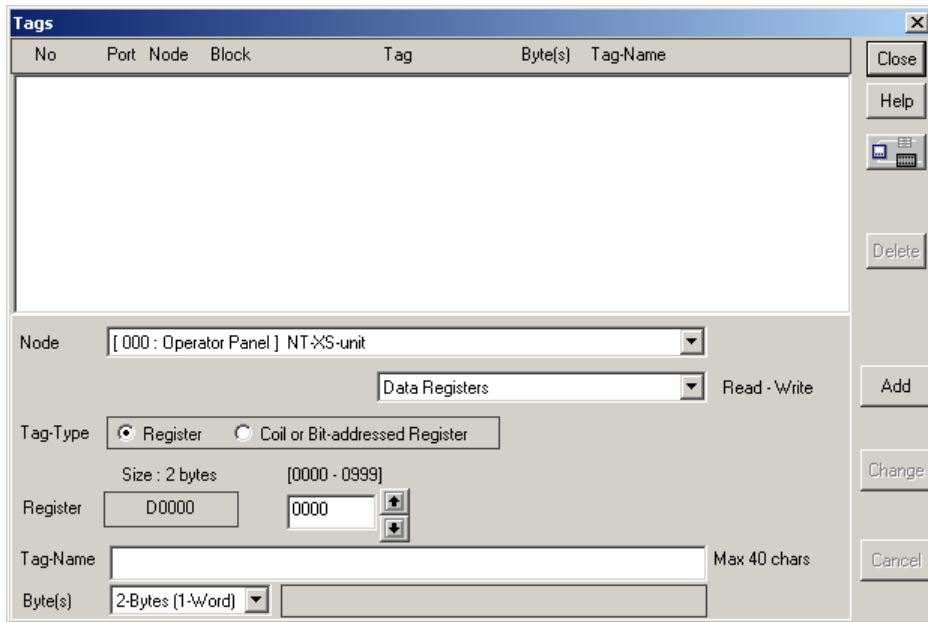 Tags
No Port Node Block Tag Byte(s) Tag-Name
Close
Help
Delete
Node [ 000 : Operator Panel ] NT-XS-unit
Data Registers Read - Write
Add
Tag-Type Register Coil or Bit-addressed Register
Size : 2 bytes [0000 - 0999]
Change
Register D0000 0000
Tag-Name Max 40 chars
Cancel
Byte(s) 2-Bytes (1-Word)